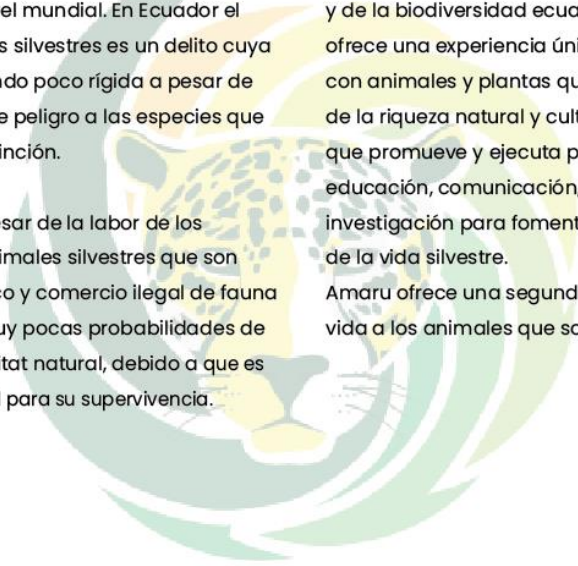 el mundial. En Ecuador el
s silvestres es un delito cuya
ndo poco rígida a pesar de
e peligro a las especies que
inción.
esar de la labor de los
imales silvestres que son
co y comercio ilegal de fauna
uy pocas probabilidades de
itat natural, debido a que es
l para su supervivencia.
y de la biodiversidad ecua
ofrece una experiencia úni
con animales y plantas qu
de la riqueza natural y cult
que promueve y ejecuta p
educación, comunicación,
investigación para foment
de la vida silvestre.
Amaru ofrece una segund
vida a los animales que so